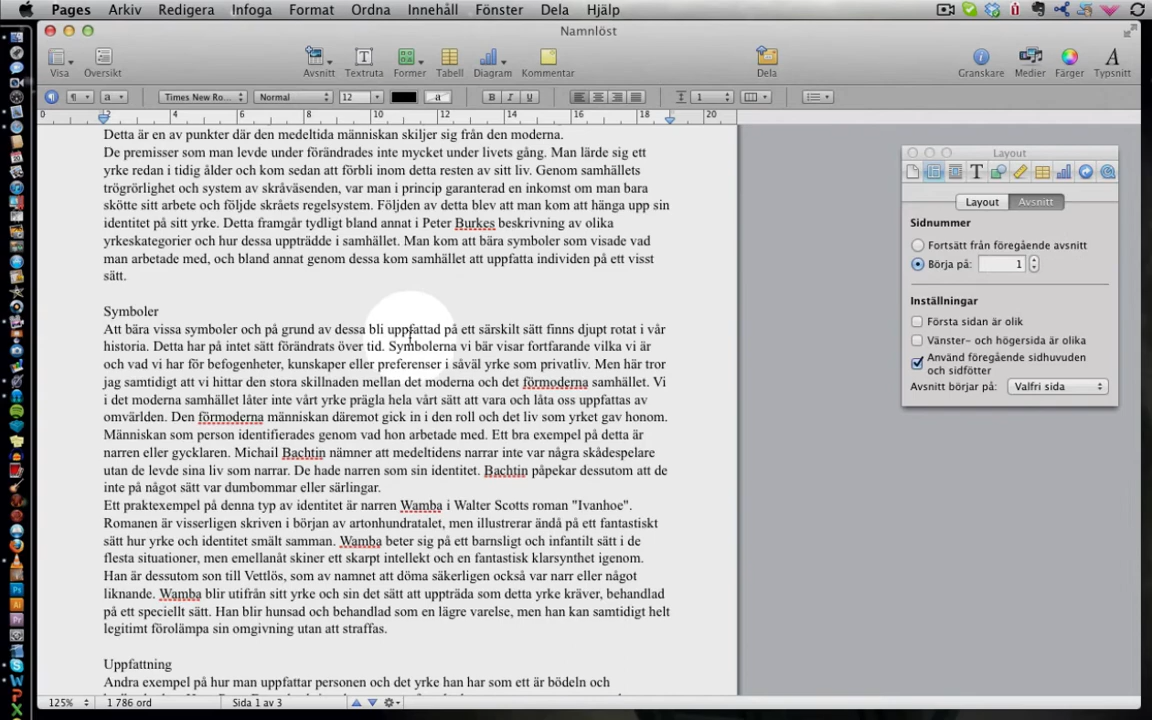 Pages Arkiv Redigera Infoga Format Ordna Innehåll Fönster Dela Hjälp
Namnlöst
Visa Översikt Avsnitt Textruta Former Tabell Diagram Kommentar Dela Granskare Medier Färger Typsnitt
Times New Ro... Normal 12 a B I U 1
0 2 4 6 8 10 12 14 16 18 20
Detta är en av punkter där den medeltida människan skiljer sig från den moderna.
De premisser som man levde under förändrades inte mycket under livets gång. Man lärde sig ett
yrke redan i tidig ålder och kom sedan att förbli inom detta resten av sitt liv. Genom samhällets
trögrörlighet och system av skråväsenden, var man i princip garanterad en inkomst om man bara
skötte sitt arbete och följde skråets regelsystem. Följden av detta blev att man kom att hänga upp sin
identitet på sitt yrke. Detta framgår tydligt bland annat i Peter Burkes beskrivning av olika
yrkeskategorier och hur dessa uppträdde i samhället. Man kom att bära symboler som visade vad
man arbetade med, och bland annat genom dessa kom samhället att uppfatta individen på ett visst
sätt.
Symboler
Att bära vissa symboler och på grund av dessa bli uppfattad på ett särskilt sätt finns djupt rotat i vår
historia. Detta har på intet sätt förändrats över tid. Symbolerna vi bär visar fortfarande vilka vi är
och vad vi har för befogenheter, kunskaper eller preferenser i såväl yrke som privatliv. Men här tror
jag samtidigt att vi hittar den stora skillnaden mellan det moderna och det förmoderna samhället. Vi
i det moderna samhället låter inte vårt yrke prägla hela vårt sätt att vara och låta oss uppfattas av
omvärlden. Den förmoderna människan däremot gick in i den roll och det liv som yrket gav honom.
Människan som person identifierades genom vad hon arbetade med. Ett bra exempel på detta är
narren eller gycklaren. Michail Bachtin nämner att medeltidens narrar inte var några skådespelare
utan de levde sina liv som narrar. De hade narren som sin identitet. Bachtin påpekar dessutom att de
inte på något sätt var dumbommar eller särlingar.
Ett praktexempel på denna typ av identitet är narren Wamba i Walter Scotts roman "Ivanhoe".
Romanen är visserligen skriven i början av artonhundratalet, men illustrerar ändå på ett fantastiskt
sätt hur yrke och identitet smält samman. Wamba beter sig på ett barnsligt och infantilt sätt i de
flesta situationer, men emellanåt skiner ett skarpt intellekt och en fantastisk klarsynthet igenom.
Han är dessutom son till Vettlös, som av namnet att döma säkerligen också var narr eller något
liknande. Wamba blir utifrån sitt yrke och sin det sätt att uppträda som detta yrke kräver, behandlad
på ett speciellt sätt. Han blir hunsad och behandlad som en lägre varelse, men han kan samtidigt helt
legitimt förolämpa sin omgivning utan att straffas.
Uppfattning
Andra exempel på hur man uppfattar personen och det yrke han har som ett är bödeln och
125% 1 786 ord Sida 1 av 3
Layout
Layout Avsnitt
Sidnummer
Fortsätt från föregående avsnitt
Börja på: 1
Inställningar
Första sidan är olik
Vänster- och högersida är olika
Använd föregående sidhuvuden
och sidfötter
Avsnitt börjar på: Valfri sida